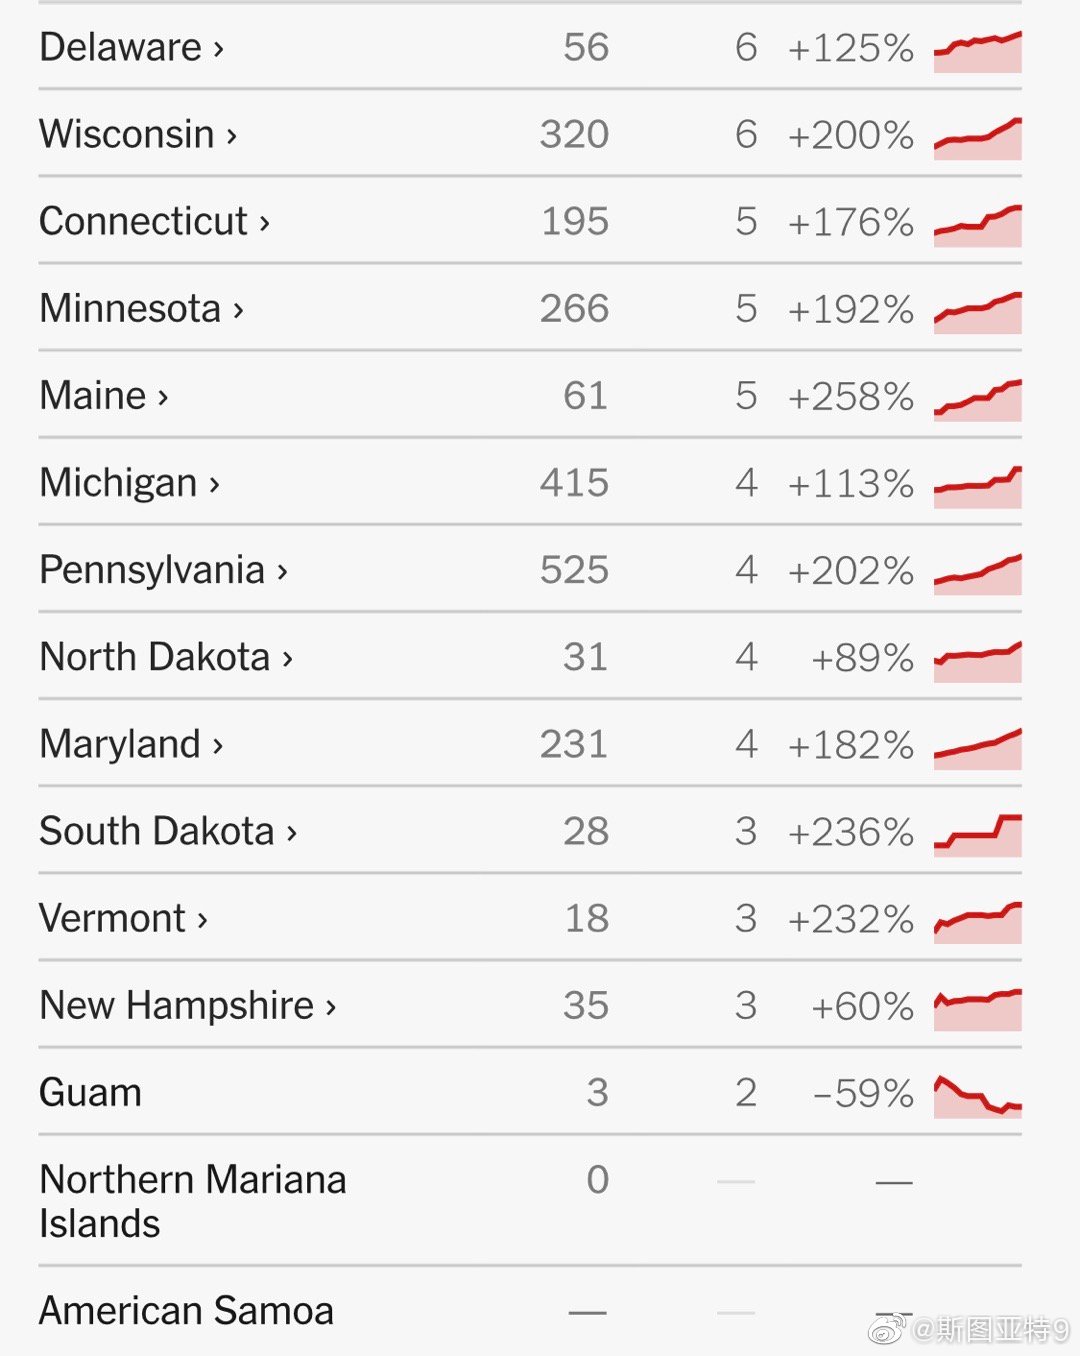 Delaware › 56 6 +125%
Wisconsin › 320 6 +200%
Connecticut › 195 5 +176%
Minnesota › 266 5 +192%
Maine › 61 5 +258%
Michigan › 415 4 +113%
Pennsylvania › 525 4 +202%
North Dakota › 31 4 +89%
Maryland › 231 4 +182%
South Dakota › 28 3 +236%
Vermont › 18 3 +232%
New Hampshire › 35 3 +60%
Guam 3 2 −59%
Northern Mariana 0 — —
Islands
American Samoa — — —
@斯图亚特9